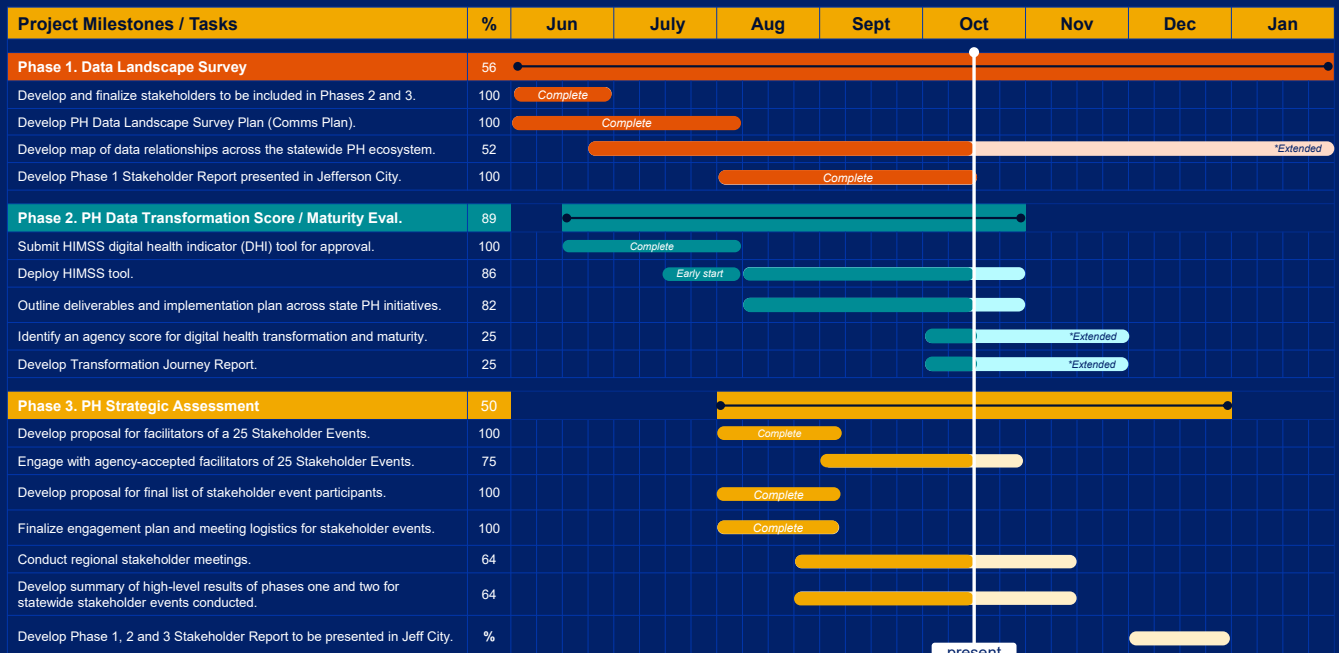 Project Milestones / Tasks % Jun July Aug Sept Oct Nov Dec Jan
Phase 1. Data Landscape Survey 56
Develop and finalize stakeholders to be included in Phases 2 and 3. 100 Complete
Develop PH Data Landscape Survey Plan (Comms Plan). 100 Complete
Develop map of data relationships across the statewide PH ecosystem. 52 *Extended
Develop Phase 1 Stakeholder Report presented in Jefferson City. 100 Complete
Phase 2. PH Data Transformation Score / Maturity Eval. 89
Submit HIMSS digital health indicator (DHI) tool for approval. 100 Complete
Deploy HIMSS tool. 86 Early start
Outline deliverables and implementation plan across state PH initiatives. 82
Identify an agency score for digital health transformation and maturity. 25 *Extended
Develop Transformation Journey Report. 25 *Extended
Phase 3. PH Strategic Assessment 50
Develop proposal for facilitators of a 25 Stakeholder Events. 100 Complete
Engage with agency-accepted facilitators of 25 Stakeholder Events. 75
Develop proposal for final list of stakeholder event participants. 100 Complete
Finalize engagement plan and meeting logistics for stakeholder events. 100 Complete
Conduct regional stakeholder meetings. 64
Develop summary of high-level results of phases one and two for
statewide stakeholder events conducted. 64
Develop Phase 1, 2 and 3 Stakeholder Report to be presented in Jeff City. %
present